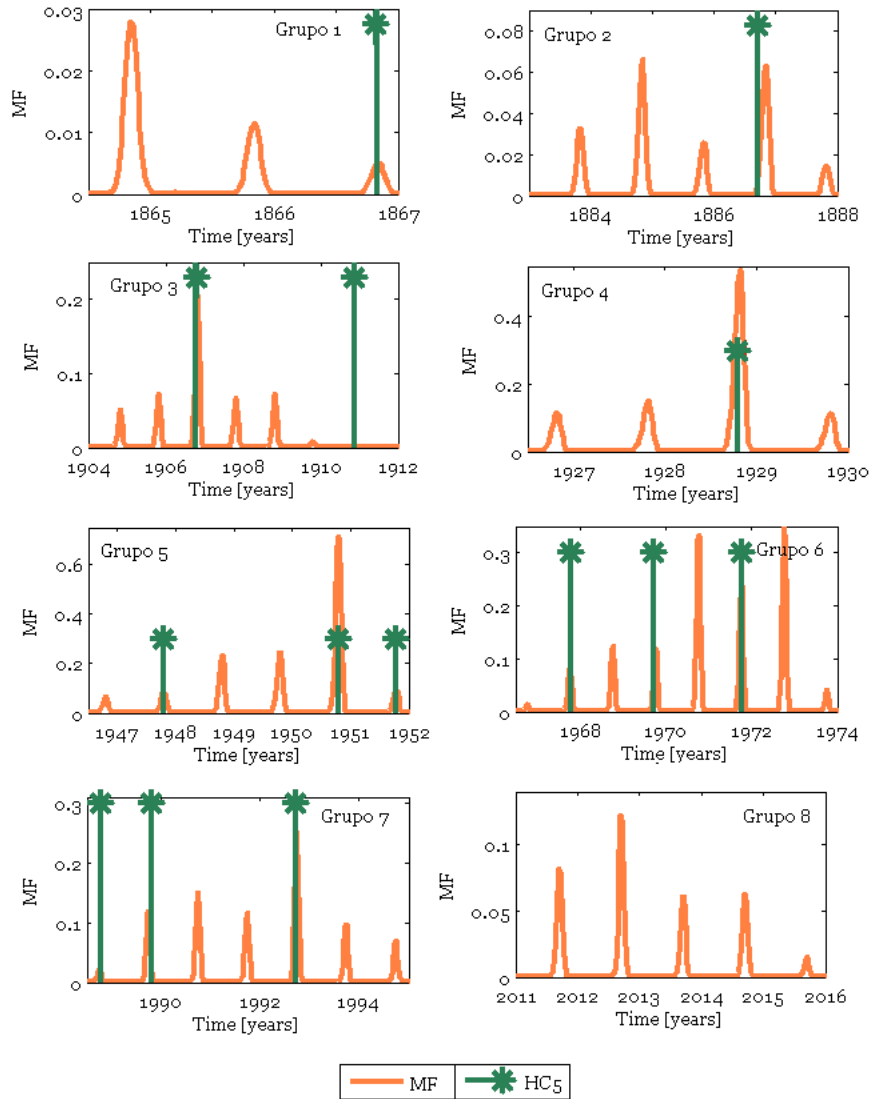 0.03
0.02
0.01
0
MF
Grupo 1
1865
1866
1867
Time [years]
0.08
0.06
0.04
0.02
0
MF
Grupo 2
1884
1886
1888
Time [years]
0.2
0.1
0
MF
Grupo 3
1904
1906
1908
1910
1912
Time [years]
0.4
0.2
0
MF
Grupo 4
1927
1928
1929
1930
Time [years]
0.6
0.4
0.2
0
MF
Grupo 5
1947
1948
1949
1950
1951
1952
Time [years]
0.3
0.2
0.1
0
MF
Grupo 6
1968
1970
1972
1974
Time [years]
0.3
0.2
0.1
0
MF
Grupo 7
1990
1992
1994
Time [years]
0.1
0.05
0
MF
Grupo 8
2011
2012
2013
2014
2015
2016
Time [years]
MF
HC5